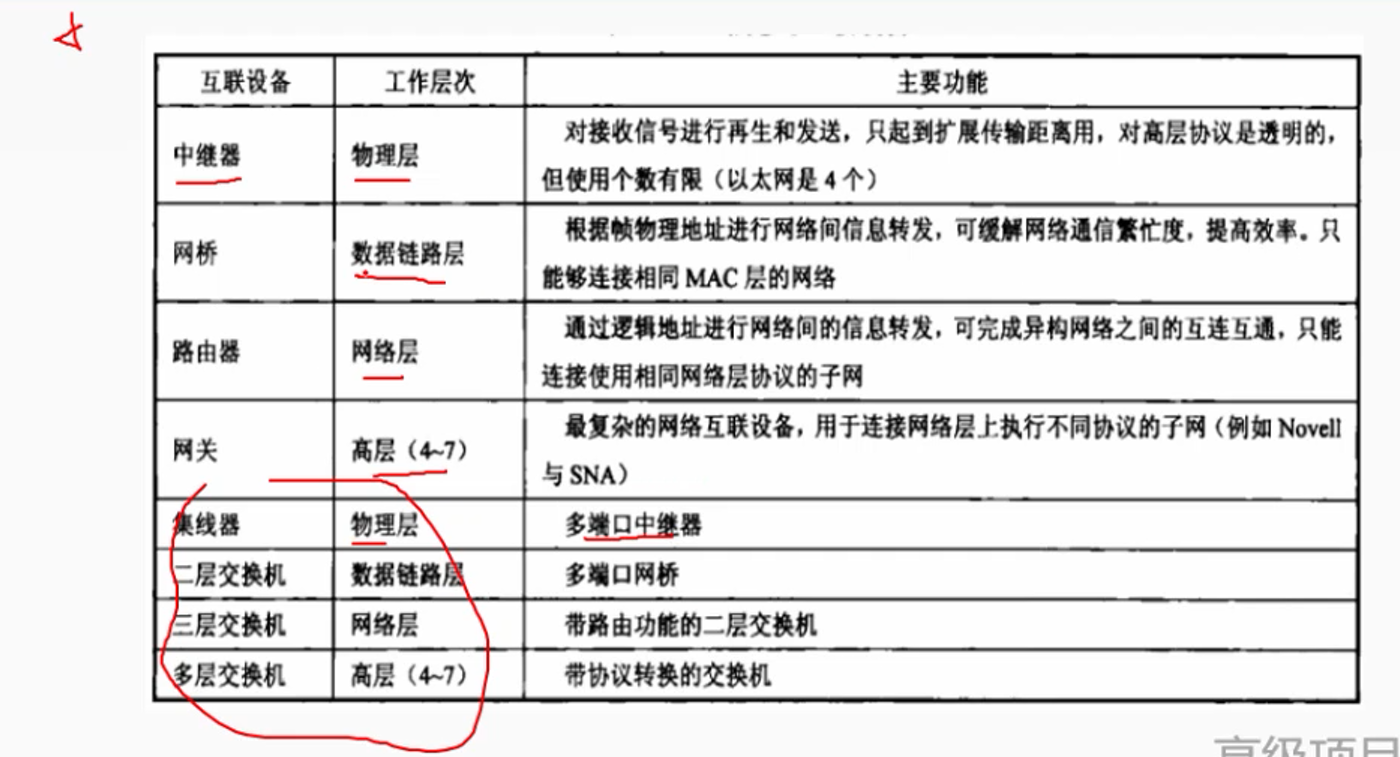 互联设备 工作层次 主要功能
中继器 物理层 对接收信号进行再生和发送，只起到扩展传输距离用，对高层协议是透明的，
但使用个数有限（以太网是 4 个）
网桥 数据链路层 根据帧物理地址进行网络间信息转发，可缓解网络通信繁忙度，提高效率。只
能够连接相同 MAC 层的网络
路由器 网络层 通过逻辑地址进行网络间的信息转发，可完成异构网络之间的互连互通，只能
连接使用相同网络层协议的子网
网关 高层（4~7） 最复杂的网络互联设备，用于连接网络层上执行不同协议的子网（例如 Novell
与 SNA）
集线器 物理层 多端口中继器
二层交换机 数据链路层 多端口网桥
三层交换机 网络层 带路由功能的二层交换机
多层交换机 高层（4~7） 带协议转换的交换机
高级项目